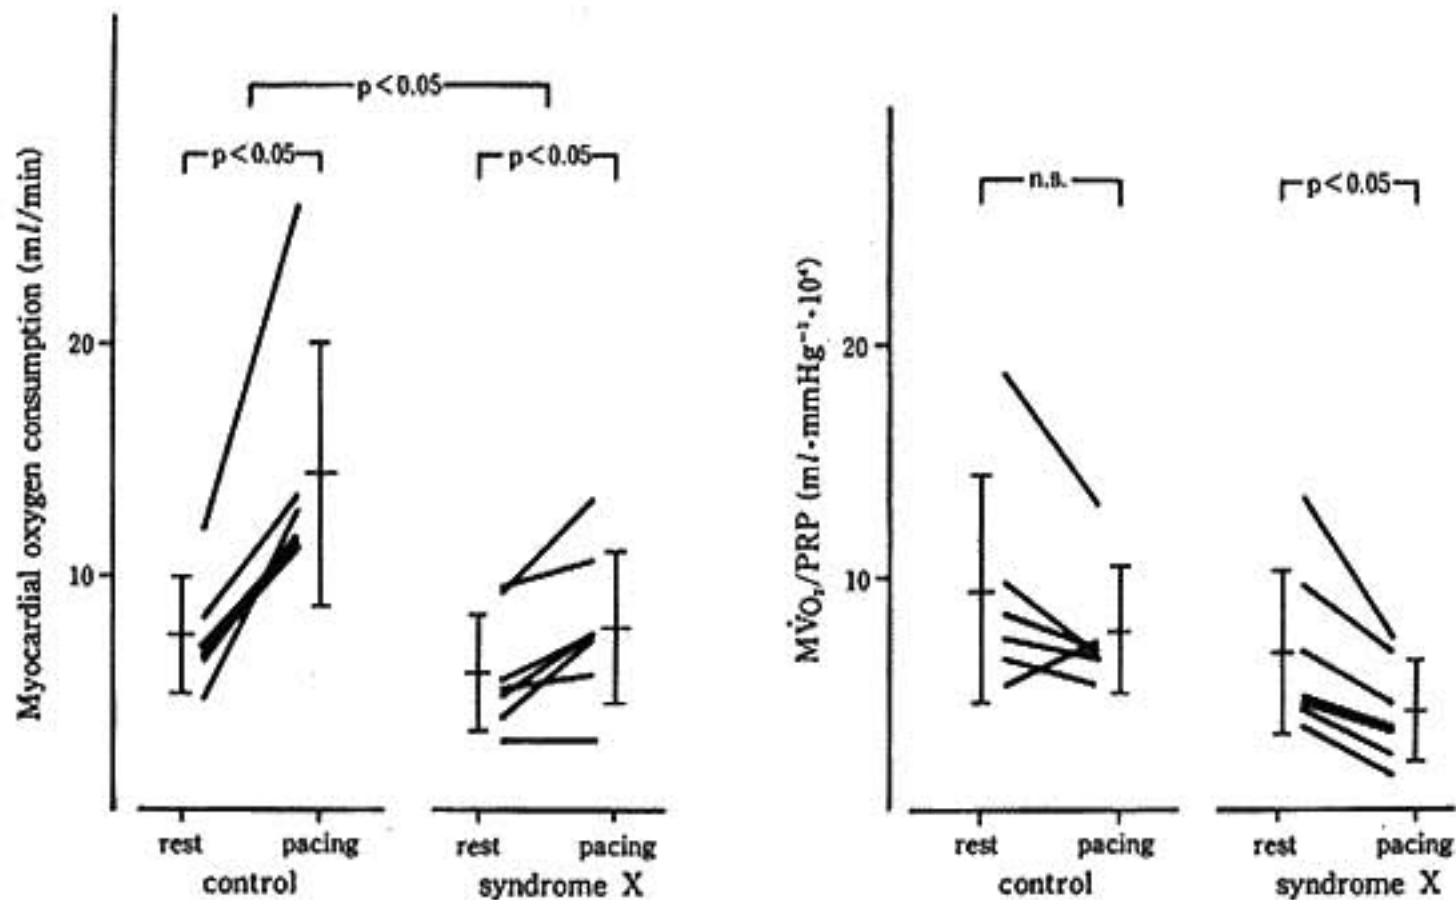 Myocardial oxygen consumption (ml/min)
p<0.05
p<0.05
p<0.05
20
10
rest pacing
control
rest pacing
syndrome X
MV̇O₂/PRP (ml·mmHg⁻¹·10⁴)
n.s.
p<0.05
20
10
rest pacing
control
rest pacing
syndrome X